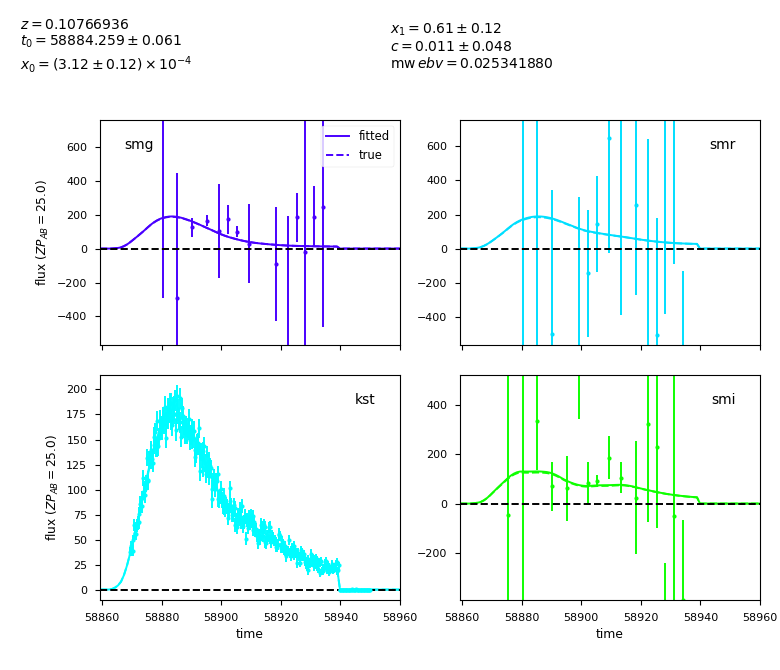 z = 0.10766936
t₀ = 58884.259 ± 0.061
x₀ = (3.12 ± 0.12) × 10⁻⁴
x₁ = 0.61 ± 0.12
c = 0.011 ± 0.048
mw ebv = 0.025341880
smg
fitted
true
600
400
200
0
−200
−400
flux (ZP_AB = 25.0)
smr
600
400
200
0
−200
−400
kst
200
175
150
125
100
75
50
25
0
flux (ZP_AB = 25.0)
58860 58880 58900 58920 58940 58960
time
smi
400
200
0
−200
58860 58880 58900 58920 58940 58960
time